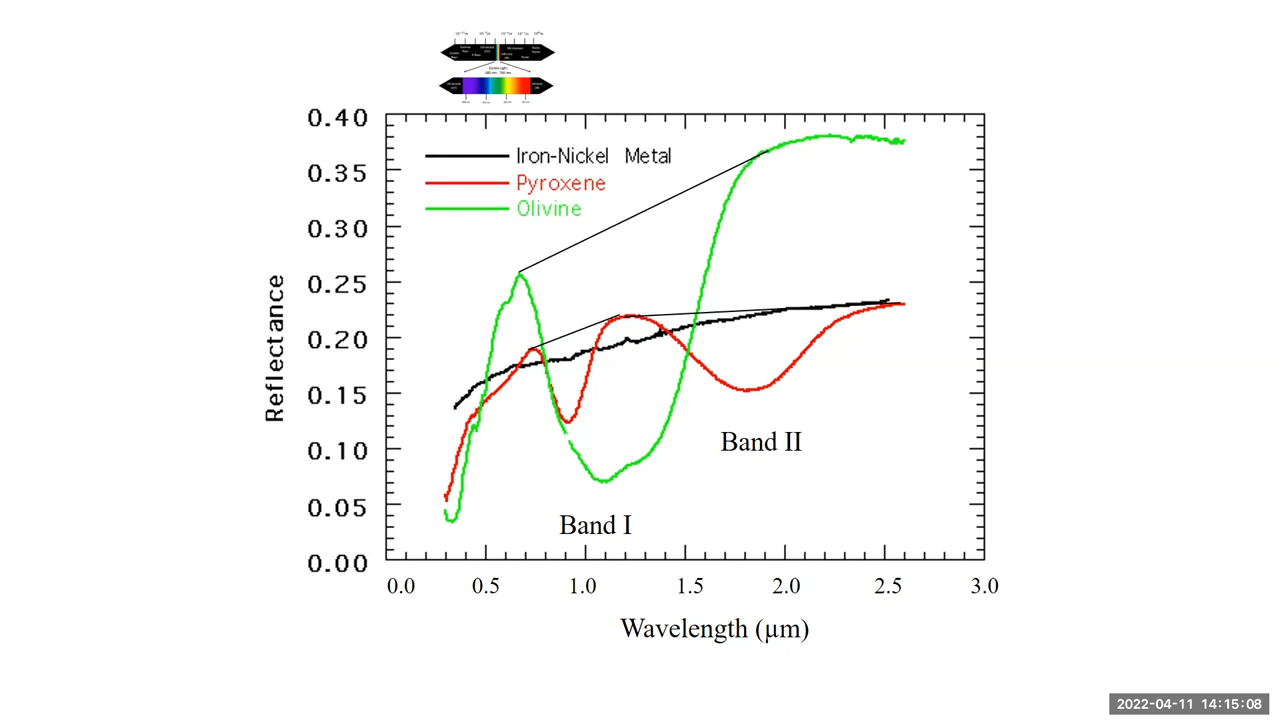 0.40
Iron-Nickel Metal
0.35
Pyroxene
Olivine
0.30
0.25
Reflectance
0.20
0.15
Band II
0.10
0.05
Band I
0.00
0.0 0.5 1.0 1.5 2.0 2.5 3.0
Wavelength (µm)
2022-04-11 14:15:08